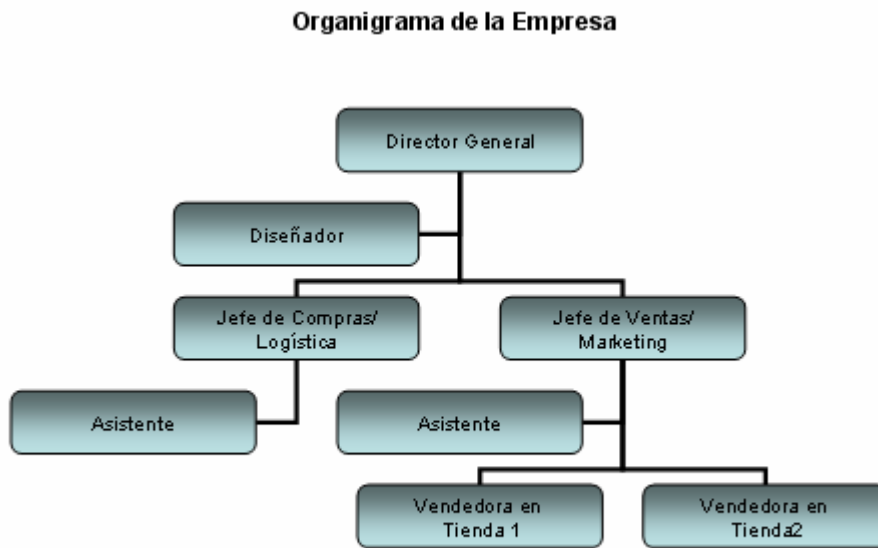 Organigrama de la Empresa
Director General
Diseñador
Jefe de Compras/
Logística
Jefe de Ventas/
Marketing
Asistente
Asistente
Vendedora en
Tienda 1
Vendedora en
Tienda2